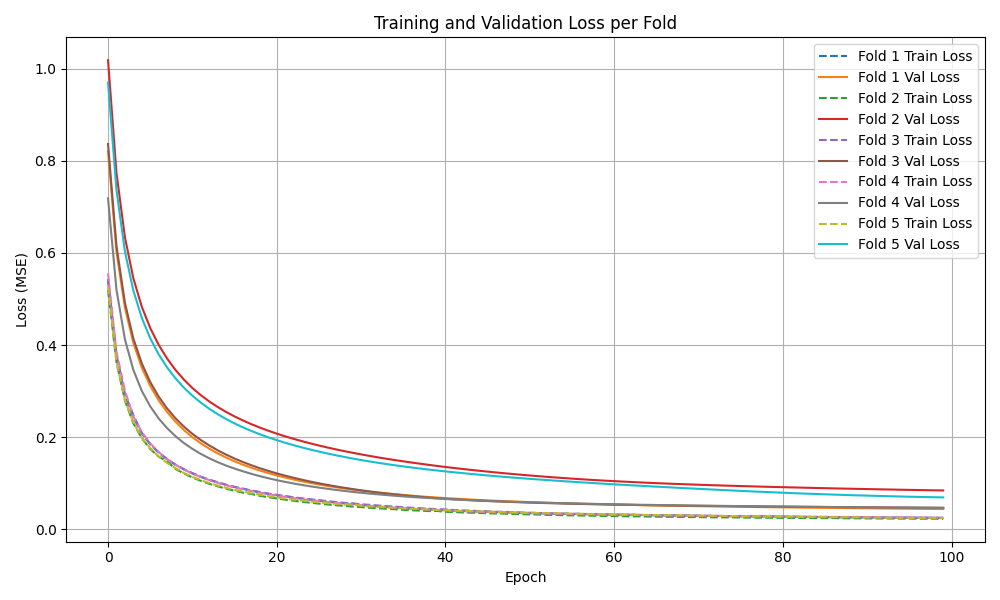 Training and Validation Loss per Fold
Loss (MSE)
1.0
0.8
0.6
0.4
0.2
0.0
0
20
40
60
80
100
Epoch
Fold 1 Train Loss
Fold 1 Val Loss
Fold 2 Train Loss
Fold 2 Val Loss
Fold 3 Train Loss
Fold 3 Val Loss
Fold 4 Train Loss
Fold 4 Val Loss
Fold 5 Train Loss
Fold 5 Val Loss